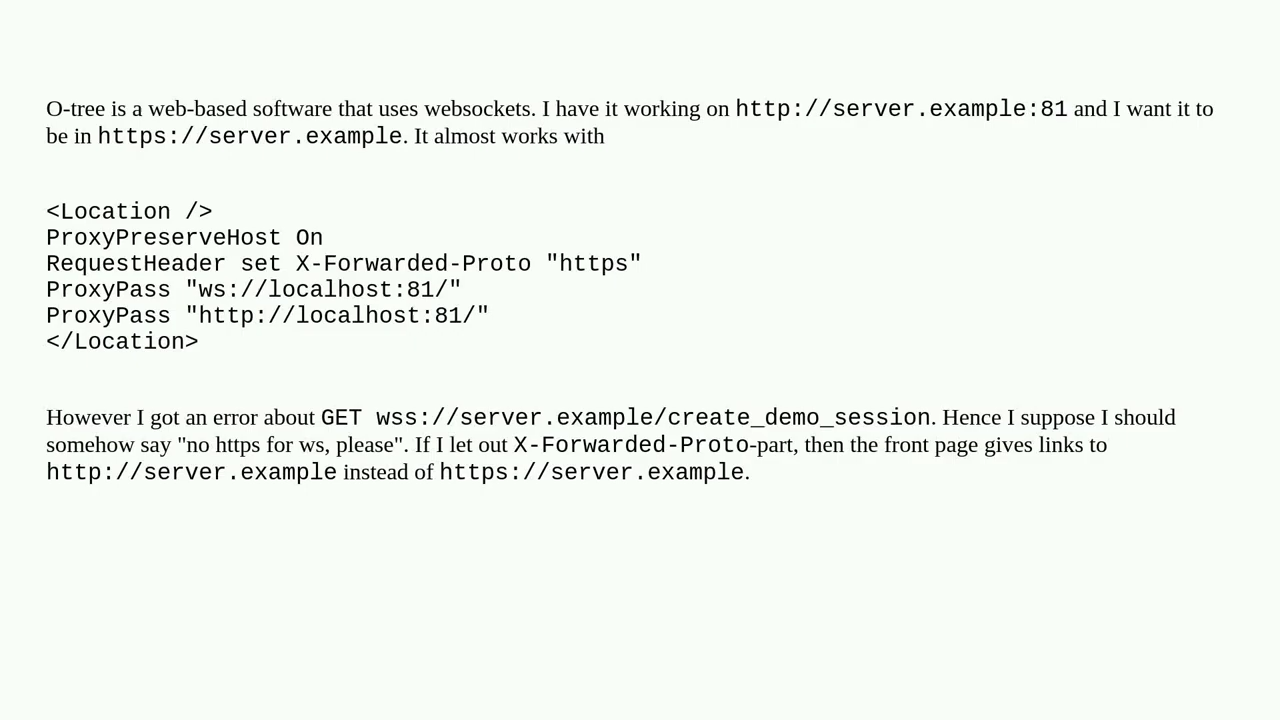 O-tree is a web-based software that uses websockets. I have it working on http://server.example:81 and I want it to
be in https://server.example. It almost works with
<Location />
ProxyPreserveHost On
RequestHeader set X-Forwarded-Proto "https"
ProxyPass "ws://localhost:81/"
ProxyPass "http://localhost:81/"
</Location>
However I got an error about GET wss://server.example/create_demo_session. Hence I suppose I should
somehow say "no https for ws, please". If I let out X-Forwarded-Proto-part, then the front page gives links to
http://server.example instead of https://server.example.